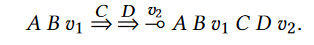 A B v₁ ⇉^C ⇉^D ⊸^{v₂} A B v₁ C D v₂.